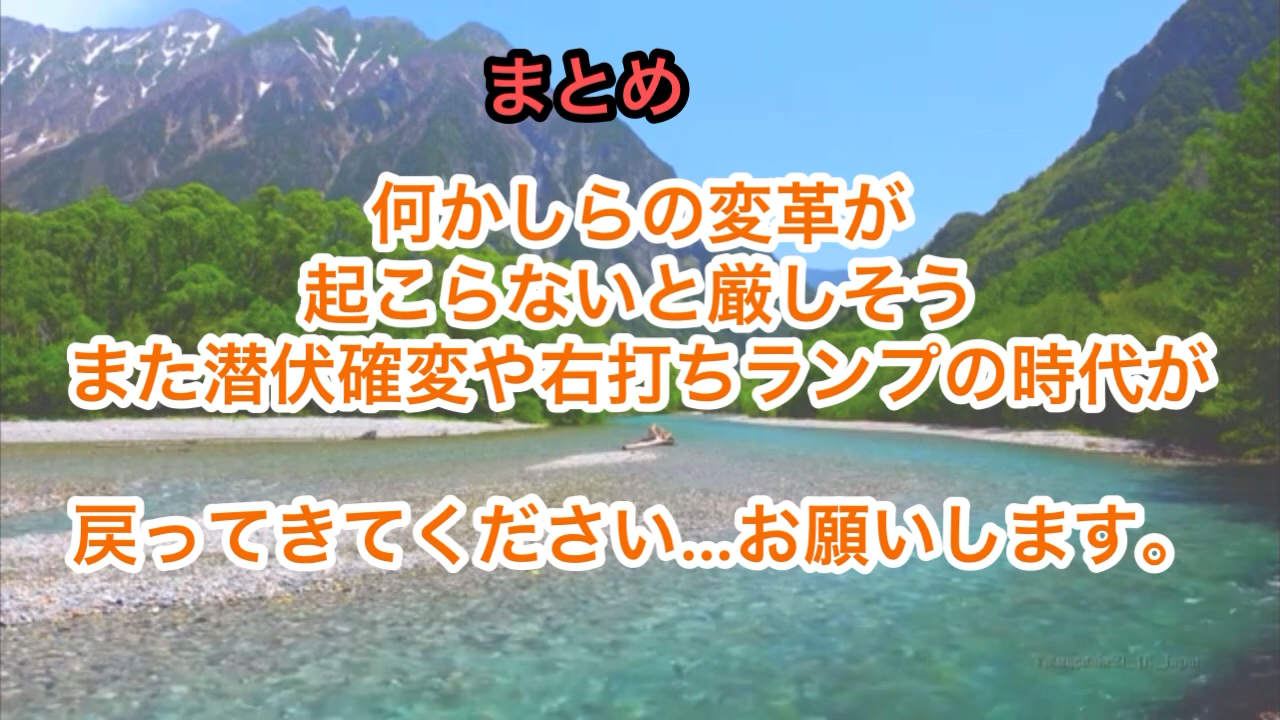 まとめ
何かしらの変革が
起こらないと厳しそう
また潜伏確変や右打ちランプの時代が
戻ってきてください...お願いします。